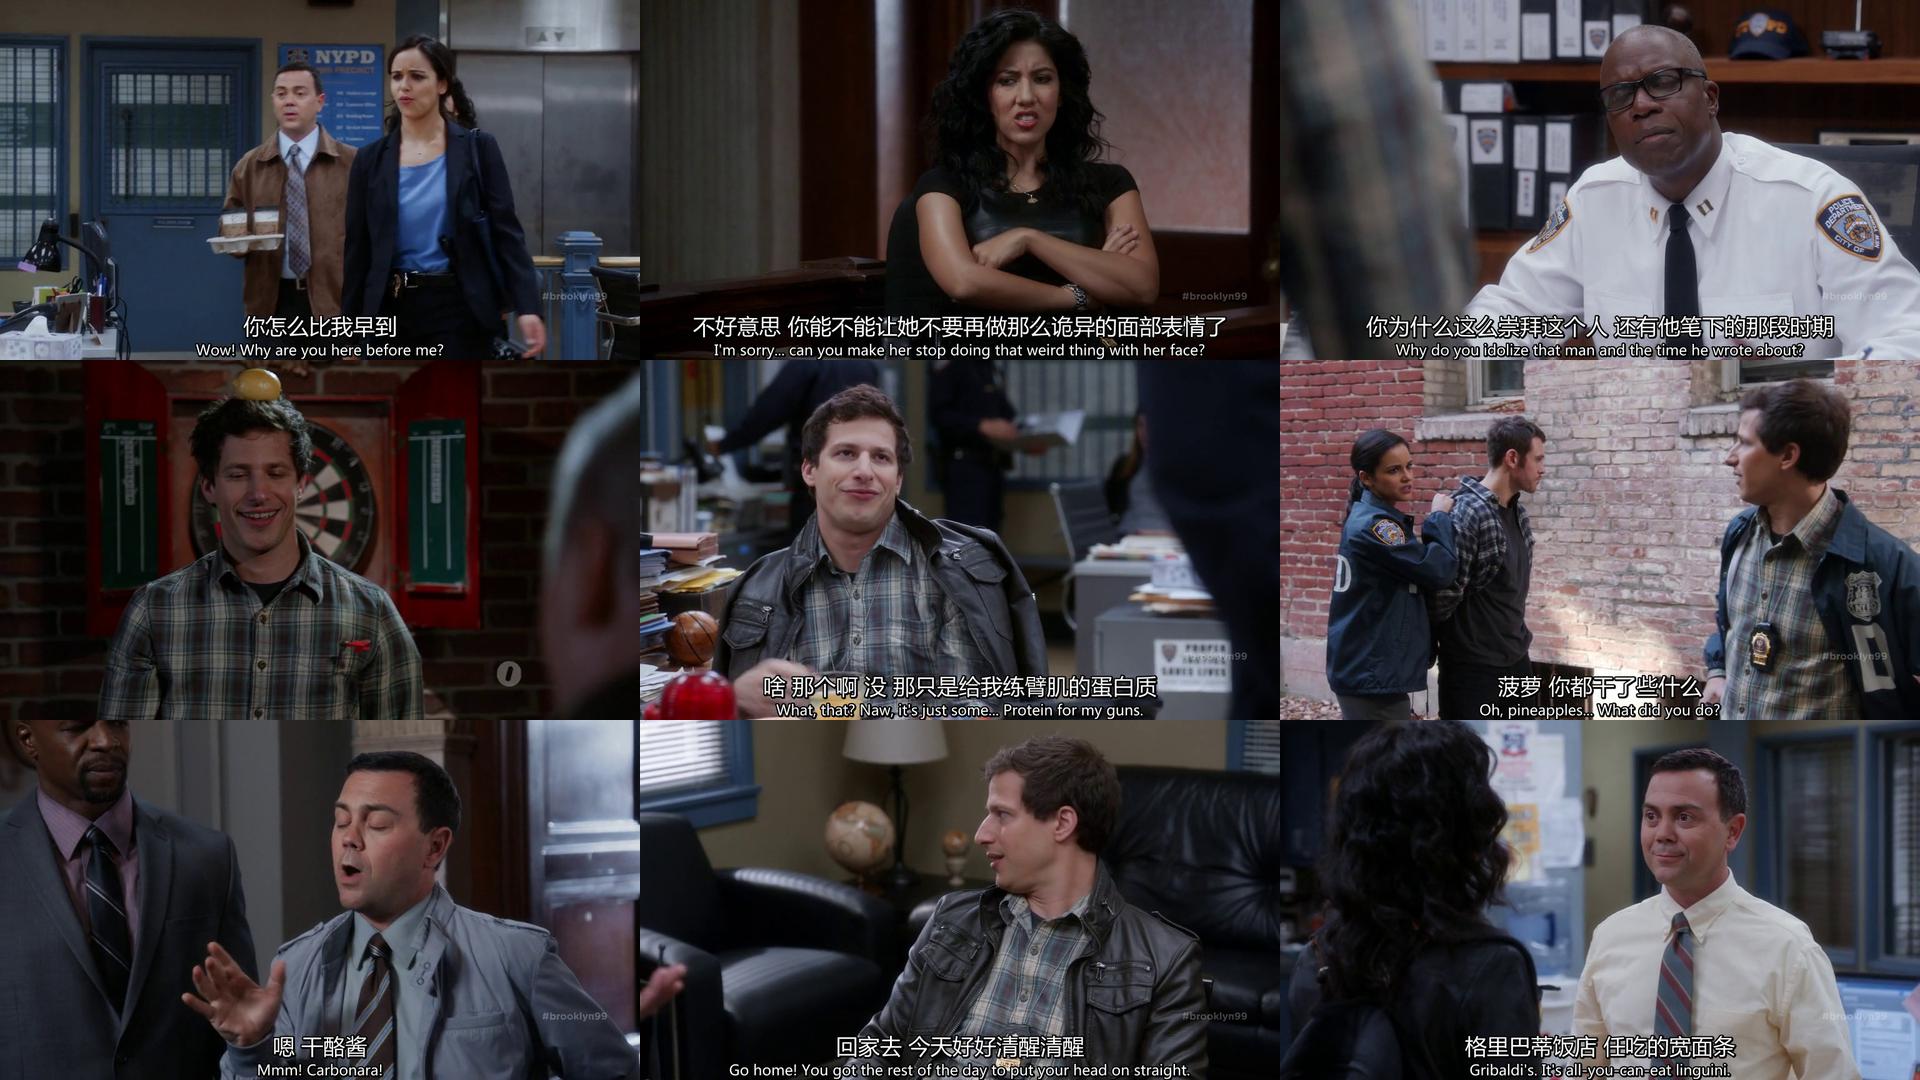 NYPD
#brooklyn99
你怎么比我早到
Wow! Why are you here before me?
#brooklyn99
不好意思 你能不能让她不要再做那么诡异的面部表情了
I'm sorry... can you make her stop doing that weird thing with her face?
POLICE
DEPARTMENT
CITY OF
#brooklyn99
你为什么这么崇拜这个人 还有他笔下的那段时期
Why do you idolize that man and the time he wrote about?
PROPER
SAVES LIVES
#brooklyn99
啥 那个啊 没 那只是给我练臂肌的蛋白质
What, that? Naw, it's just some... Protein for my guns.
D
#brooklyn99
菠萝 你都干了些什么
Oh, pineapples... What did you do?
#brooklyn99
嗯 干酪酱
Mmm! Carbonara!
#brooklyn99
回家去 今天好好清醒清醒
Go home! You got the rest of the day to put your head on straight.
#brooklyn99
格里巴蒂饭店 任吃的宽面条
Gribaldi's. It's all-you-can-eat linguini.